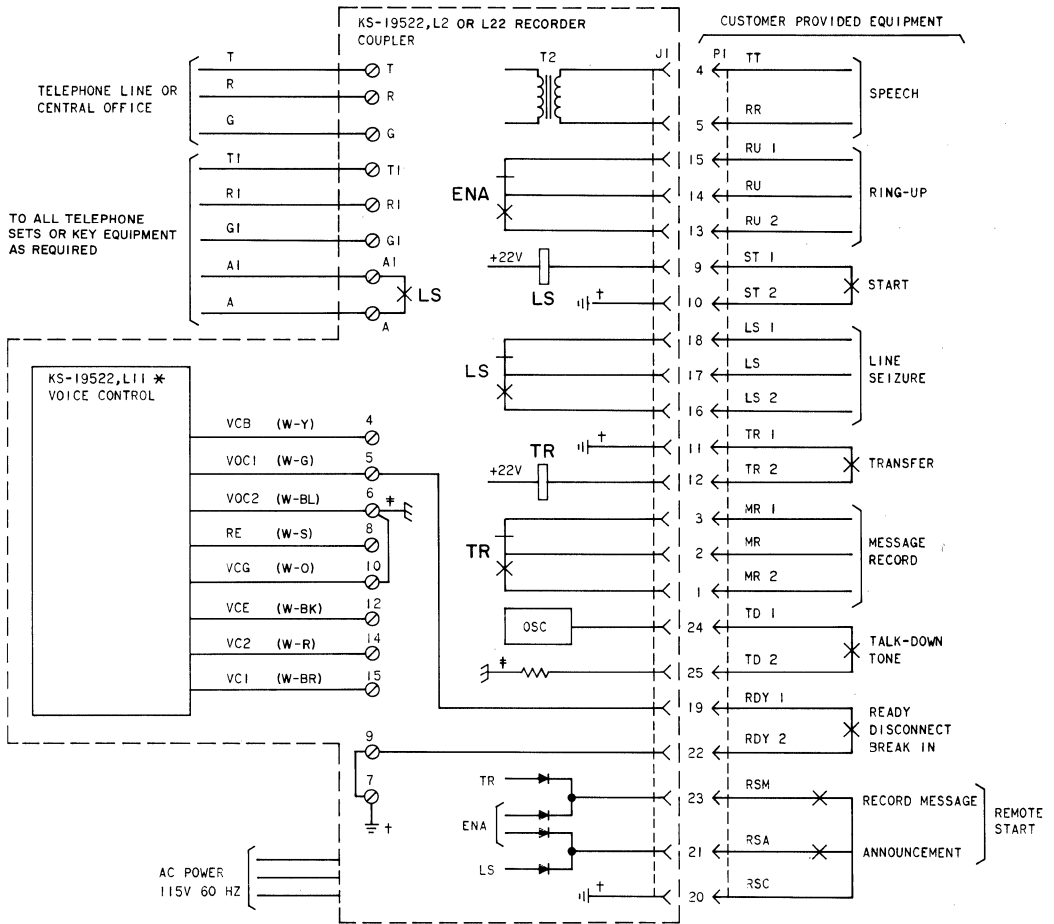 KS-19522,L2 OR L22 RECORDER
COUPLER
CUSTOMER PROVIDED EQUIPMENT
TELEPHONE LINE OR
CENTRAL OFFICE
T
T
R
R
G
G
TO ALL TELEPHONE
SETS OR KEY EQUIPMENT
AS REQUIRED
T1
T1
R1
R1
G1
G1
A1
A1
A
A
LS
KS-19522,L11 *
VOICE CONTROL
VCB (W-Y) 4
VOC1 (W-G) 5
VOC2 (W-BL) 6 ‡
RE (W-S) 8
VCG (W-O) 10
VCE (W-BK) 12
VC2 (W-R) 14
VC1 (W-BR) 15
9
7
†
AC POWER
115V 60 HZ
T2
J1
P1
4 TT
5 RR
SPEECH
ENA
15 RU 1
14 RU
13 RU 2
RING-UP
+22V
LS
9 ST 1
† 10 ST 2
START
LS
18 LS 1
17 LS
16 LS 2
LINE
SEIZURE
† 11 TR 1
TR
+22V
12 TR 2
TRANSFER
TR
3 MR 1
2 MR
1 MR 2
MESSAGE
RECORD
OSC
24 TD 1
‡ 25 TD 2
TALK-DOWN
TONE
19 RDY 1
22 RDY 2
READY
DISCONNECT
BREAK IN
TR
ENA
LS
23 RSM
RECORD MESSAGE
21 RSA
ANNOUNCEMENT
† 20 RSC
REMOTE
START